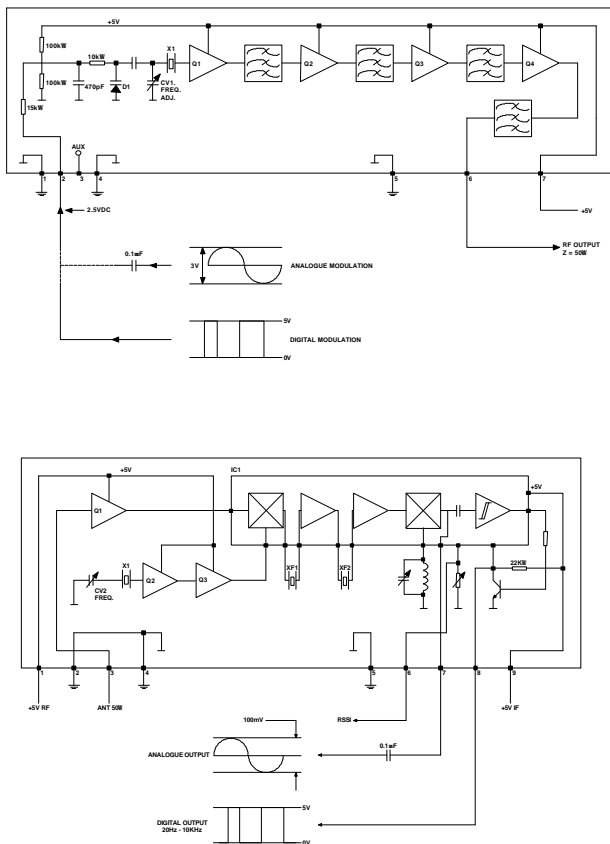 +5V
100kW
10kW
X1
Q1
Q2
Q3
Q4
100kW
470pF
D1
CV1.
FREQ.
ADJ.
15kW
AUX
1
2
3
4
5
6
7
2.5VDC
+5V
RF OUTPUT
Z = 50W
0.1mF
3V
ANALOGUE MODULATION
5V
DIGITAL MODULATION
0V
+5V
IC1
+5V
Q1
X1
Q2
Q3
XF1
XF2
22KW
CV2
FREQ.
1
2
3
4
5
6
7
8
9
+5V RF
ANT 50W
RSSI
+5V IF
100mV
ANALOGUE OUTPUT
0.1mF
5V
DIGITAL OUTPUT
20Hz - 10KHz
0V